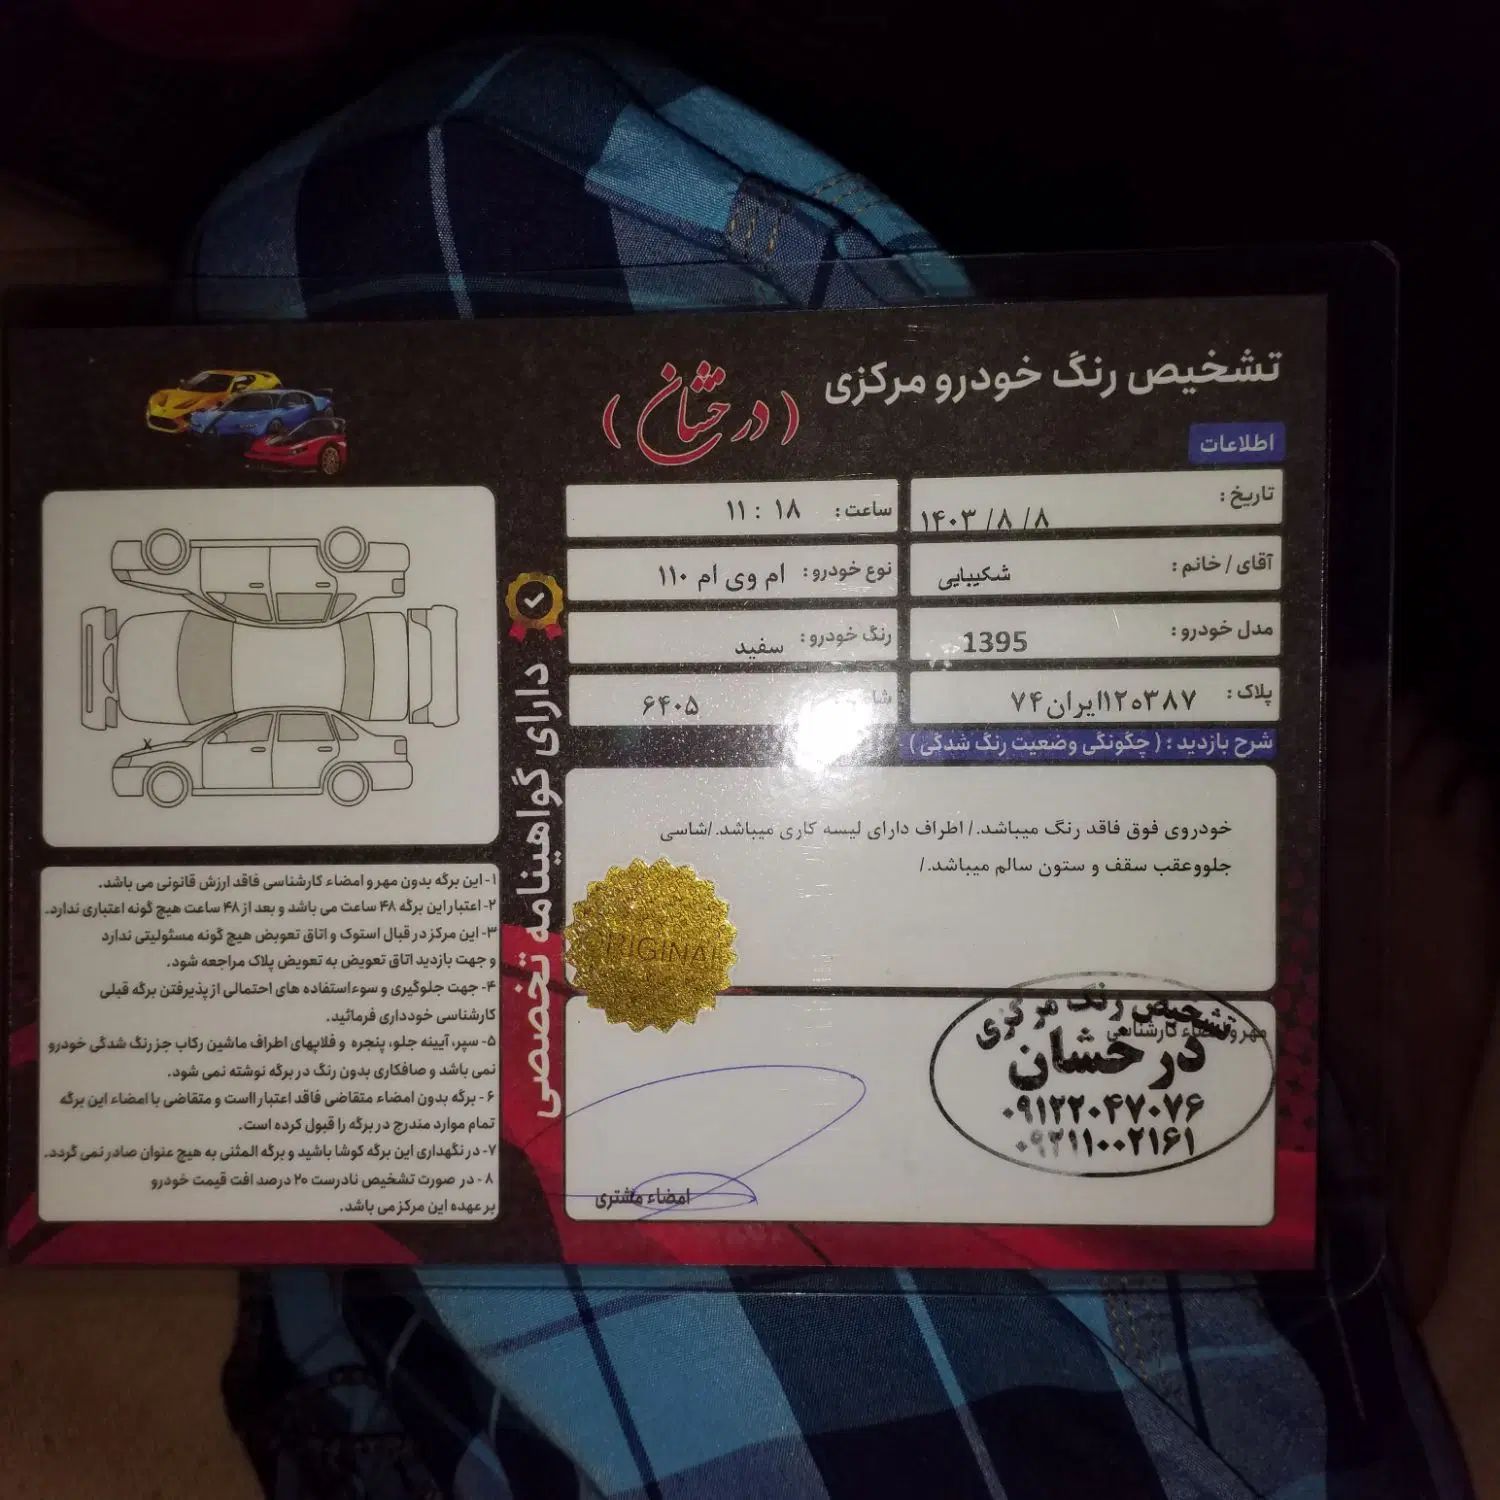 تشخیص رنگ خودرو مرکزی ( درخشان )
اطلاعات
تاریخ : ۱۴۰۳ /۸ /۸
ساعت : ۱۱ : ۱۸
آقای / خانم : شکیبایی
نوع خودرو : ام وی ام ۱۱۰
مدل خودرو : 1395
رنگ خودرو : سفید
پلاک :
۶۴۰۵
شرح بازدید : ( چگونگی وضعیت رنگ شدگی )
خودروی فوق فاقد رنگ میباشد./ اطراف دارای لیسه کاری میباشد./شاسی
جلووعقب سقف و ستون سالم میباشد./
ORIGINAL
مهر و امضاء کارشناسی
تشخیص رنگ مرکزی
درخشان
۰۹۱۲۲۰۴۷۰۷۶
۰۹۲۱۱۰۰۲۱۶۱
امضاء مشتری
دارای گواهینامه تخصصی
x
۱- این برگه بدون مهر و امضاء کارشناسی فاقد ارزش قانونی می باشد.
۲- اعتبار این برگه ۴۸ ساعت می باشد و بعد از ۴۸ ساعت هیچ گونه اعتباری ندارد.
۳- این مرکز در قبال استوک و اتاق تعویض هیچ گونه مسئولیتی ندارد
و جهت بازدید اتاق تعویض به تعویض پلاک مراجعه شود.
۴- جهت جلوگیری و سوءاستفاده های احتمالی از پذیرفتن برگه قبلی
کارشناسی خودداری فرمائید.
۵- سپر، آیینه جلو، پنجره و فلاپهای اطراف ماشین رکاب جز رنگ شدگی خودرو
نمی باشد و صافکاری بدون رنگ در برگه نوشته نمی شود.
۶- برگه بدون امضاء متقاضی فاقد اعتبار ااست و متقاضی با امضاء این برگه
تمام موارد مندرج در برگه را قبول کرده است.
۷- در نگهداری این برگه کوشا باشید و برگه المثنی به هیچ عنوان صادر نمی گردد.
۸- در صورت تشخیص نادرست ۲۰ درصد افت قیمت خودرو
بر عهده این مرکز می باشد.